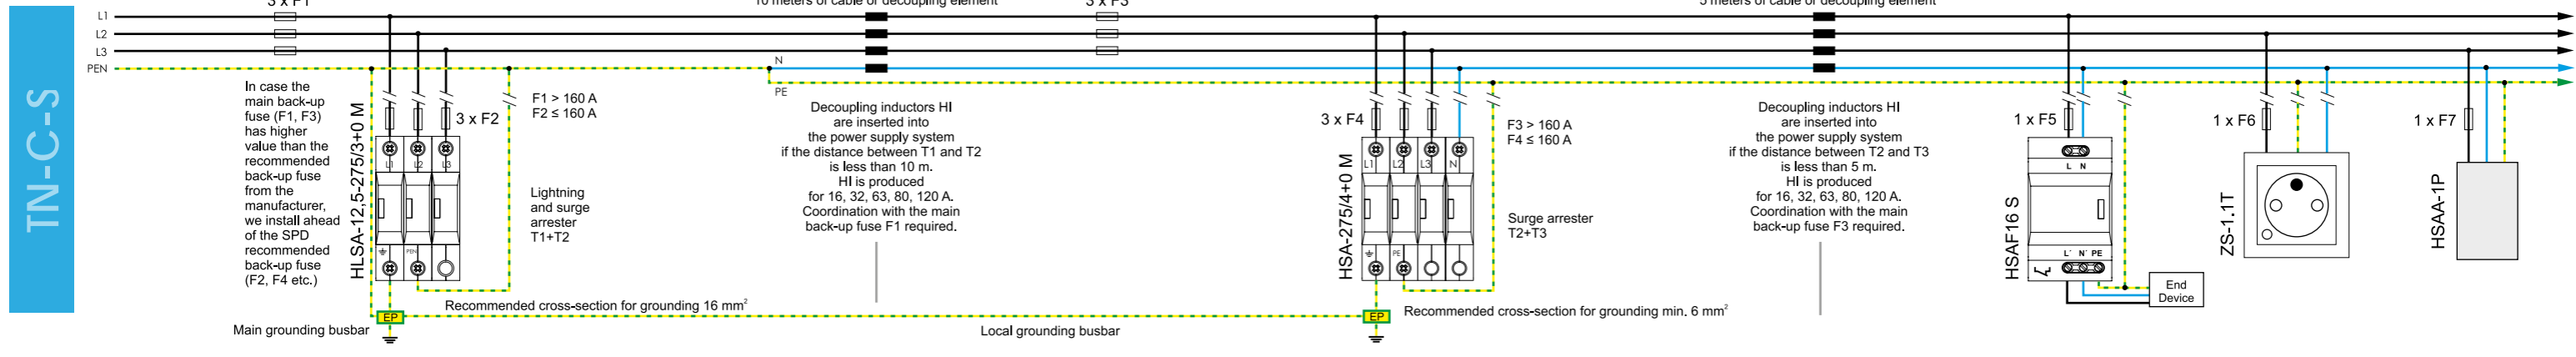 TN-C-S
3 x F1
10 meters of cable or decoupling element
3 x F3
5 meters of cable or decoupling element
L1
L2
L3
PEN
N
PE
In case the
main back-up
fuse (F1, F3)
has higher
value than the
recommended
back-up fuse
from the
manufacturer,
we install ahead
of the SPD
recommended
back-up fuse
(F2, F4 etc.)
HLSA-12,5-275/3+0 M
3 x F2
L1
L2
L3
PEN
F1 > 160 A
F2 ≤ 160 A
Lightning
and surge
arrester
T1+T2
Decoupling inductors HI
are inserted into
the power supply system
if the distance between T1 and T2
is less than 10 m.
HI is produced
for 16, 32, 63, 80, 120 A.
Coordination with the main
back-up fuse F1 required.
3 x F4
HSA-275/4+0 M
L1
L2
L3
N
PE
F3 > 160 A
F4 ≤ 160 A
Surge arrester
T2+T3
Decoupling inductors HI
are inserted into
the power supply system
if the distance between T2 and T3
is less than 5 m.
HI is produced
for 16, 32, 63, 80, 120 A.
Coordination with the main
back-up fuse F3 required.
1 x F5
HSAF16 S
L N
L´ N´ PE
End
Device
1 x F6
ZS-1.1T
1 x F7
HSAA-1P
Main grounding busbar
EP
Recommended cross-section for grounding 16 mm²
Local grounding busbar
EP
Recommended cross-section for grounding min. 6 mm²